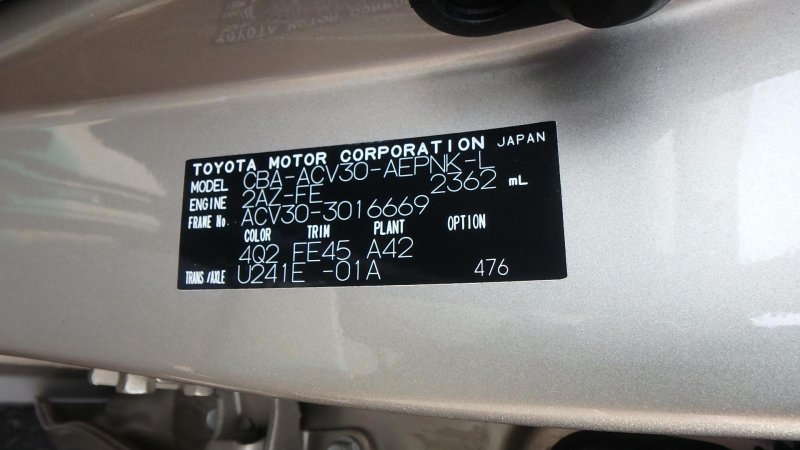 TOYOTA MOTOR CORPORATION JAPAN
MODEL CBA-ACV30-AEPNK-L
ENGINE 2AZ-FE 2362 mL
FRAME No. ACV30-3016669
COLOR TRIM PLANT OPTION
4Q2 FE45 A42
TRANS/AXLE U241E -01A 476